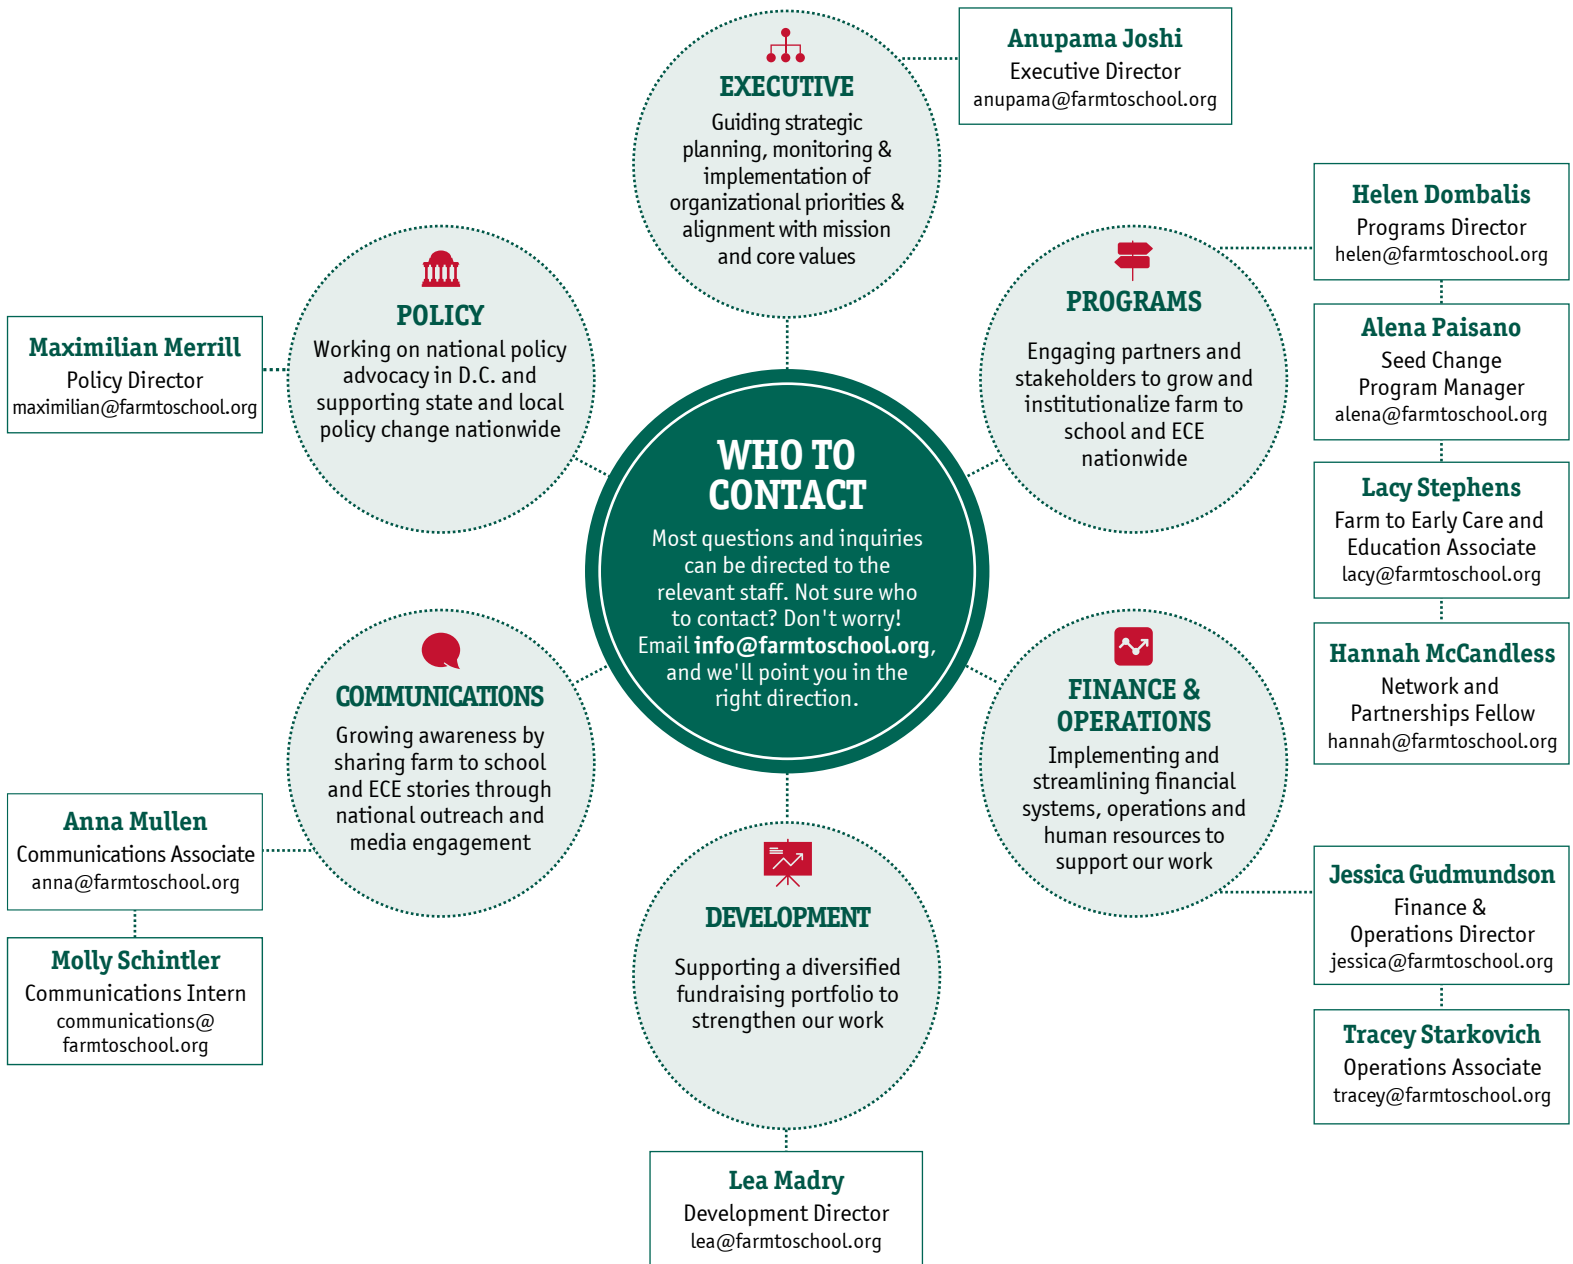 EXECUTIVE
Guiding strategic
planning, monitoring &
implementation of
organizational priorities &
alignment with mission
and core values
Anupama Joshi
Executive Director
anupama@farmtoschool.org
POLICY
Working on national policy
advocacy in D.C. and
supporting state and local
policy change nationwide
Maximilian Merrill
Policy Director
maximilian@farmtoschool.org
PROGRAMS
Engaging partners and
stakeholders to grow and
institutionalize farm to
school and ECE
nationwide
Helen Dombalis
Programs Director
helen@farmtoschool.org
Alena Paisano
Seed Change
Program Manager
alena@farmtoschool.org
Lacy Stephens
Farm to Early Care and
Education Associate
lacy@farmtoschool.org
Hannah McCandless
Network and
Partnerships Fellow
hannah@farmtoschool.org
WHO TO
CONTACT
Most questions and inquiries
can be directed to the
relevant staff. Not sure who
to contact? Don't worry!
Email info@farmtoschool.org,
and we'll point you in the
right direction.
COMMUNICATIONS
Growing awareness by
sharing farm to school
and ECE stories through
national outreach and
media engagement
Anna Mullen
Communications Associate
anna@farmtoschool.org
Molly Schintler
Communications Intern
communications@
farmtoschool.org
FINANCE &
OPERATIONS
Implementing and
streamlining financial
systems, operations and
human resources to
support our work
Jessica Gudmundson
Finance &
Operations Director
jessica@farmtoschool.org
Tracey Starkovich
Operations Associate
tracey@farmtoschool.org
DEVELOPMENT
Supporting a diversified
fundraising portfolio to
strengthen our work
Lea Madry
Development Director
lea@farmtoschool.org